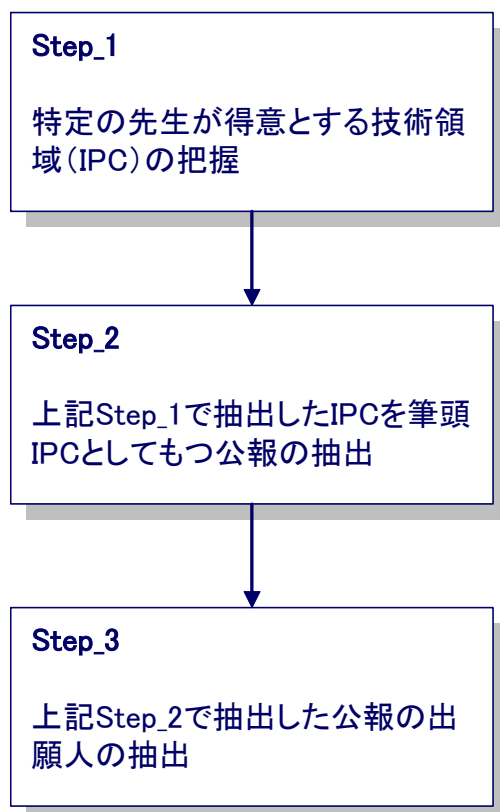 Step_1
特定の先生が得意とする技術領
域（IPC）の把握
Step_2
上記Step_1で抽出したIPCを筆頭
IPCとしてもつ公報の抽出
Step_3
上記Step_2で抽出した公報の出
願人の抽出